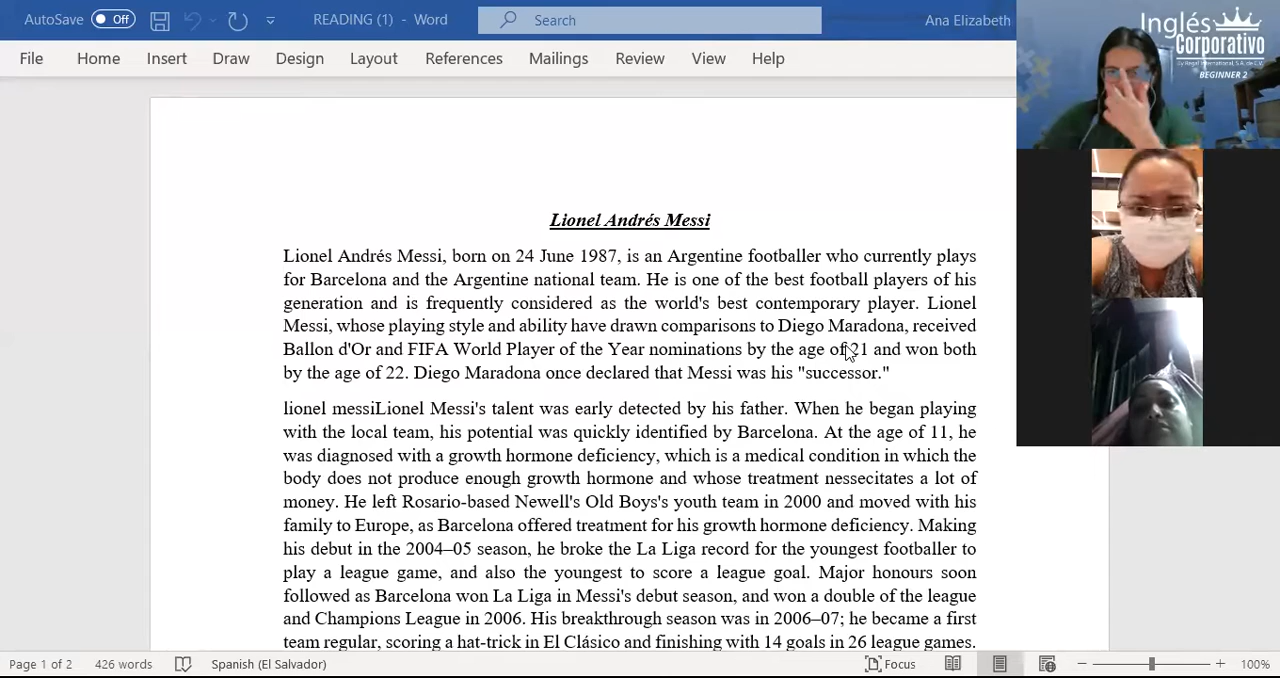 AutoSave Off READING (1) - Word Search Ana Elizabeth
File Home Insert Draw Design Layout References Mailings Review View Help
Inglés
Corporativo
By Regal International, S.A. de C.V.
BEGINNER 2
Lionel Andrés Messi
Lionel Andrés Messi, born on 24 June 1987, is an Argentine footballer who currently plays
for Barcelona and the Argentine national team. He is one of the best football players of his
generation and is frequently considered as the world's best contemporary player. Lionel
Messi, whose playing style and ability have drawn comparisons to Diego Maradona, received
Ballon d'Or and FIFA World Player of the Year nominations by the age of 21 and won both
by the age of 22. Diego Maradona once declared that Messi was his "successor."
lionel messiLionel Messi's talent was early detected by his father. When he began playing
with the local team, his potential was quickly identified by Barcelona. At the age of 11, he
was diagnosed with a growth hormone deficiency, which is a medical condition in which the
body does not produce enough growth hormone and whose treatment nessecitates a lot of
money. He left Rosario-based Newell's Old Boys's youth team in 2000 and moved with his
family to Europe, as Barcelona offered treatment for his growth hormone deficiency. Making
his debut in the 2004–05 season, he broke the La Liga record for the youngest footballer to
play a league game, and also the youngest to score a league goal. Major honours soon
followed as Barcelona won La Liga in Messi's debut season, and won a double of the league
and Champions League in 2006. His breakthrough season was in 2006–07; he became a first
team regular, scoring a hat-trick in El Clásico and finishing with 14 goals in 26 league games.
Page 1 of 2 426 words Spanish (El Salvador) Focus 100%